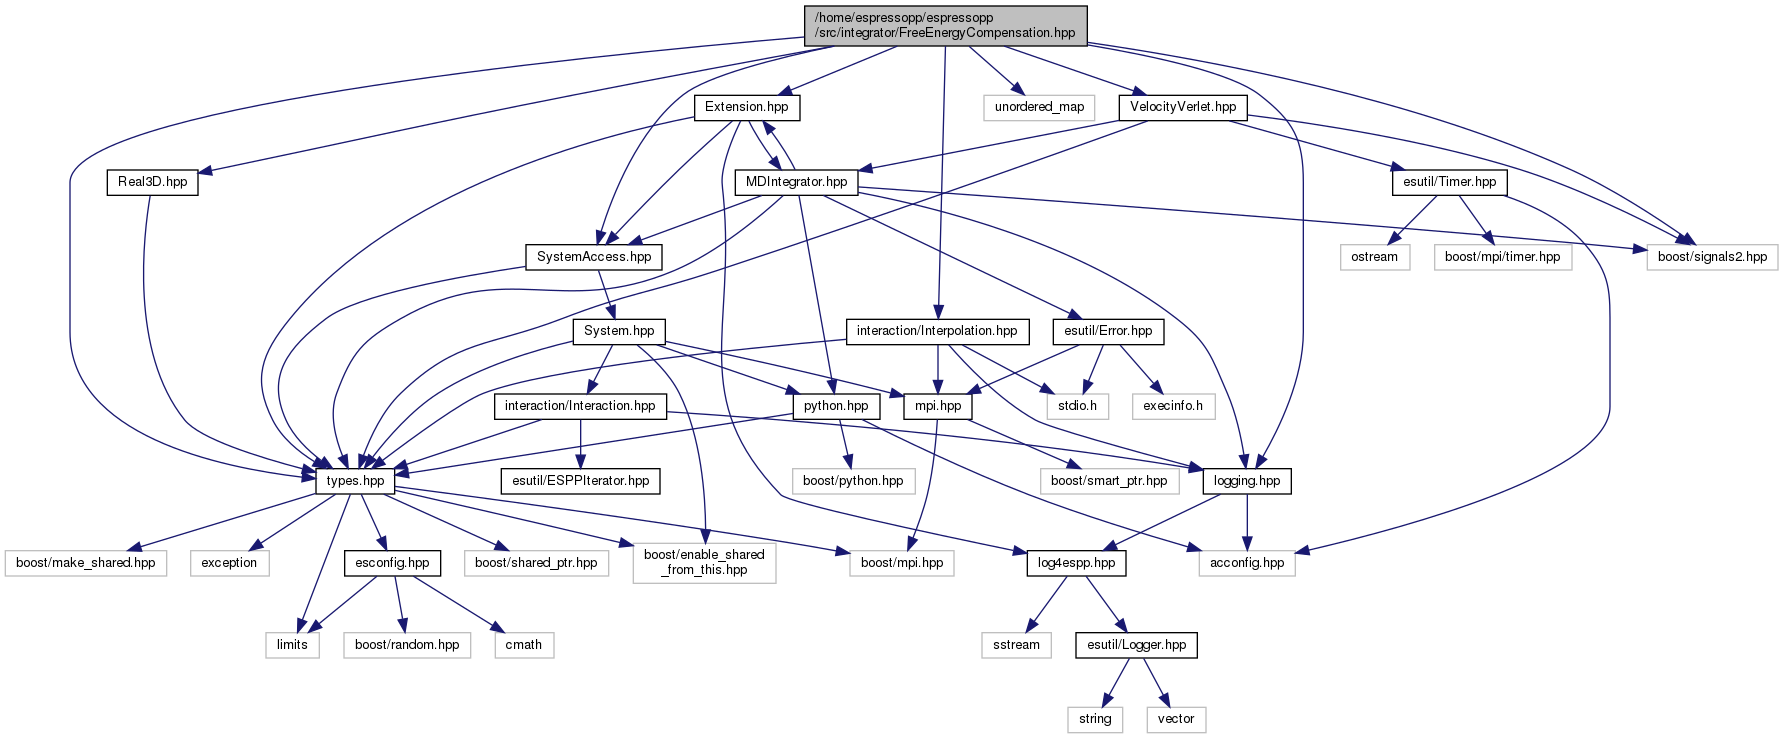 /home/espressopp/espressopp
/src/integrator/FreeEnergyCompensation.hpp
Extension.hpp
unordered_map
VelocityVerlet.hpp
Real3D.hpp
MDIntegrator.hpp
esutil/Timer.hpp
SystemAccess.hpp
ostream
boost/mpi/timer.hpp
boost/signals2.hpp
System.hpp
interaction/Interpolation.hpp
esutil/Error.hpp
interaction/Interaction.hpp
python.hpp
mpi.hpp
stdio.h
execinfo.h
types.hpp
esutil/ESPPIterator.hpp
boost/python.hpp
boost/smart_ptr.hpp
logging.hpp
boost/make_shared.hpp
exception
esconfig.hpp
boost/shared_ptr.hpp
boost/enable_shared
_from_this.hpp
boost/mpi.hpp
log4espp.hpp
acconfig.hpp
limits
boost/random.hpp
cmath
sstream
esutil/Logger.hpp
string
vector